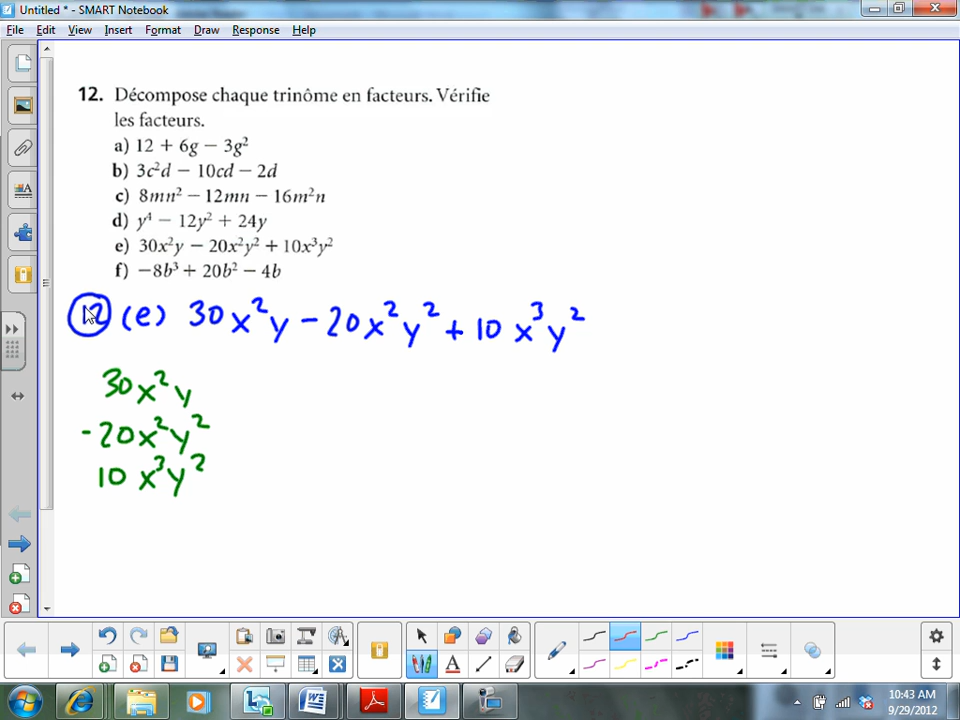 Untitled * - SMART Notebook
File Edit View Insert Format Draw Response Help
12. Décompose chaque trinôme en facteurs. Vérifie
les facteurs.
a) 12 + 6g − 3g²
b) 3c²d − 10cd − 2d
c) 8mn² − 12mn − 16m²n
d) y⁴ − 12y² + 24y
e) 30x²y − 20x²y² + 10x³y²
f) −8b³ + 20b² − 4b
12 (e) 30x²y − 20x²y² + 10x³y²
30x²y
-20x²y²
10x³y²
10:43 AM
9/29/2012